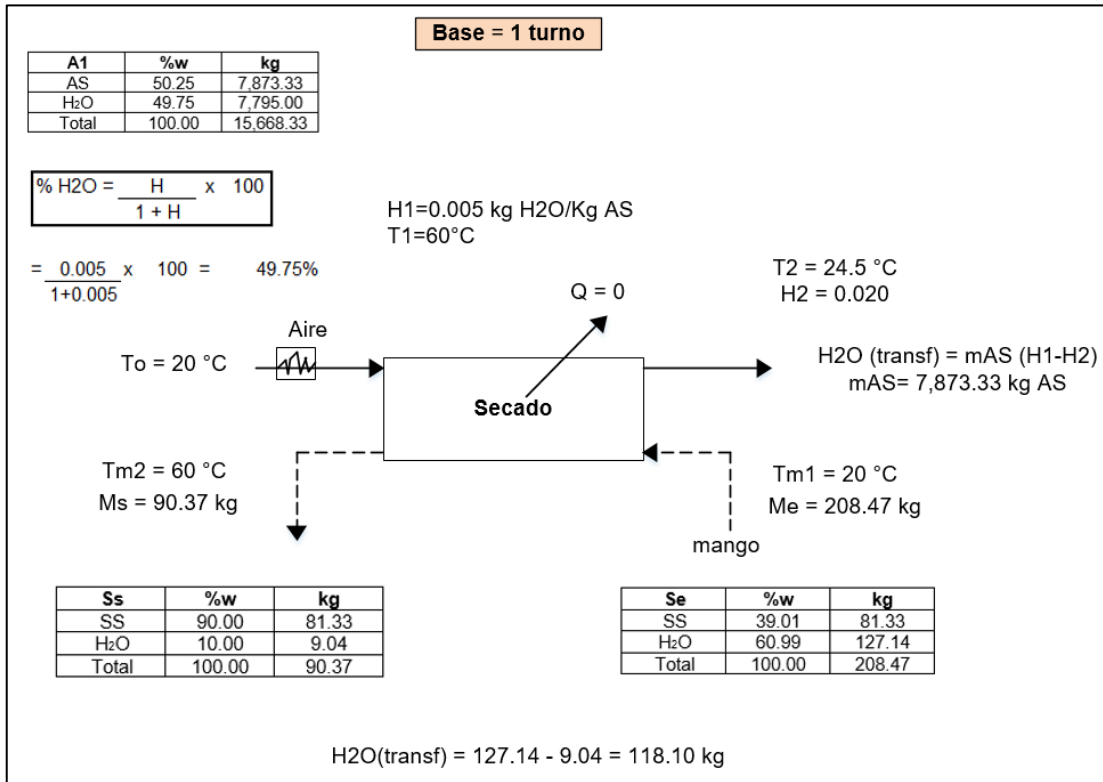 Base = 1 turno
A1 %w kg
AS 50.25 7,873.33
H2O 49.75 7,795.00
Total 100.00 15,668.33
% H2O = H x 100
1 + H
= 0.005 x 100 = 49.75%
1+0.005
H1=0.005 kg H2O/Kg AS
T1=60°C
T2 = 24.5 °C
H2 = 0.020
Q = 0
Aire
To = 20 °C
H2O (transf) = mAS (H1-H2)
mAS= 7,873.33 kg AS
Secado
Tm2 = 60 °C
Ms = 90.37 kg
Tm1 = 20 °C
Me = 208.47 kg
mango
Ss %w kg
SS 90.00 81.33
H2O 10.00 9.04
Total 100.00 90.37
Se %w kg
SS 39.01 81.33
H2O 60.99 127.14
Total 100.00 208.47
H2O(transf) = 127.14 - 9.04 = 118.10 kg